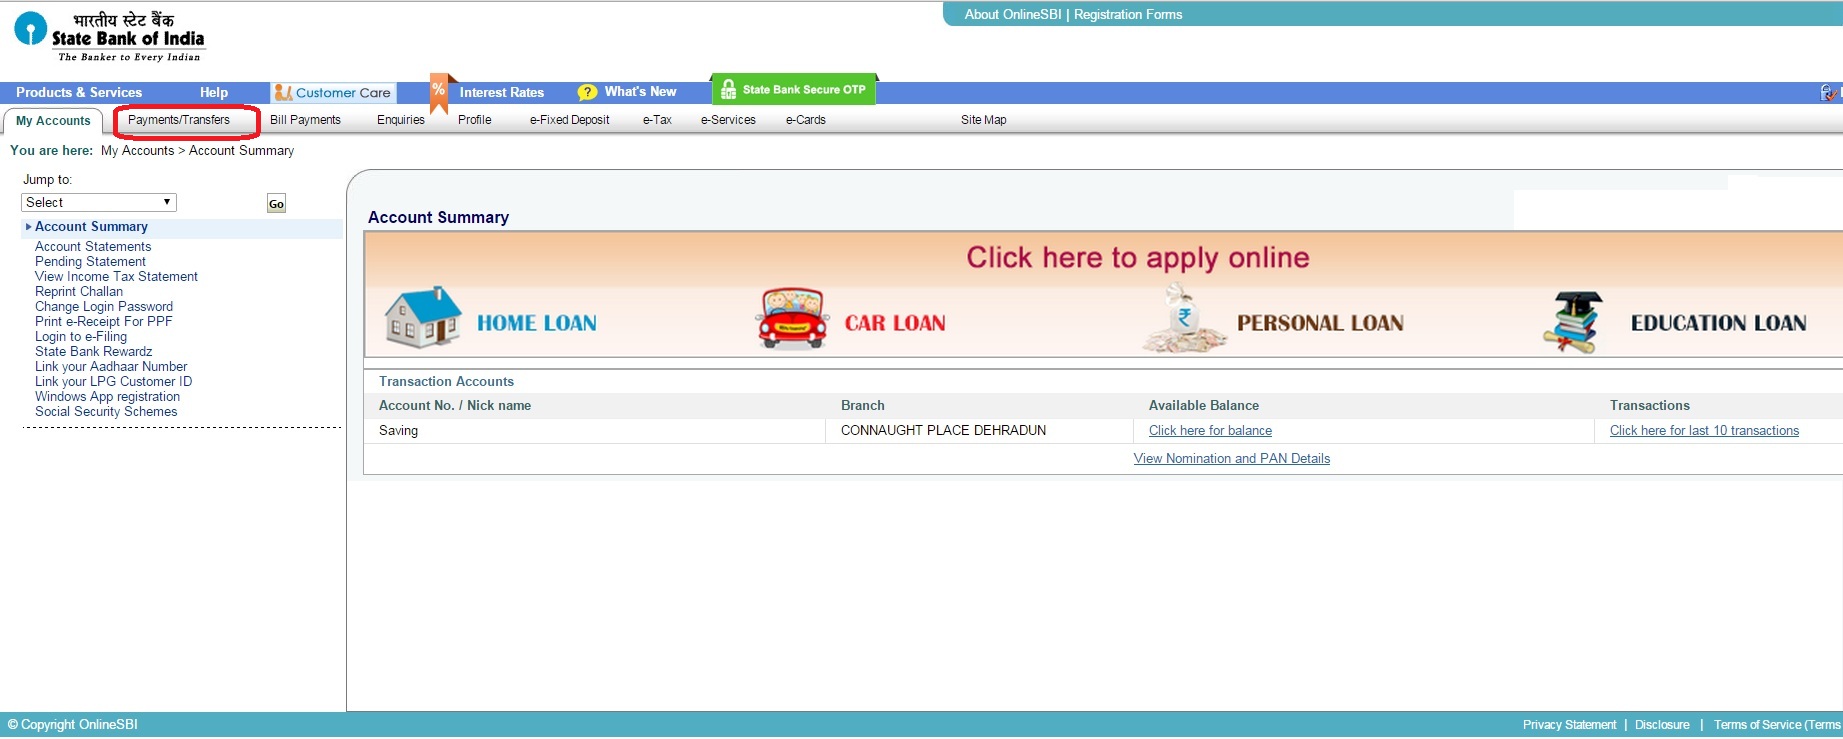 About OnlineSBI | Registration Forms
भारतीय स्टेट बैंक
State Bank of India
The Banker to Every Indian
Products & Services Help Customer Care % Interest Rates ? What's New State Bank Secure OTP
My Accounts Payments/Transfers Bill Payments Enquiries Profile e-Fixed Deposit e-Tax e-Services e-Cards Site Map
You are here: My Accounts > Account Summary
Jump to:
Select Go
Account Summary
Account Statements
Pending Statement
View Income Tax Statement
Reprint Challan
Change Login Password
Print e-Receipt For PPF
Login to e-Filing
State Bank Rewardz
Link your Aadhaar Number
Link your LPG Customer ID
Windows App registration
Social Security Schemes
Account Summary
Click here to apply online
HOME LOAN CAR LOAN ₹ PERSONAL LOAN EDUCATION LOAN
Transaction Accounts
Account No. / Nick name Branch Available Balance Transactions
Saving CONNAUGHT PLACE DEHRADUN Click here for balance Click here for last 10 transactions
View Nomination and PAN Details
© Copyright OnlineSBI Privacy Statement | Disclosure | Terms of Service (Terms